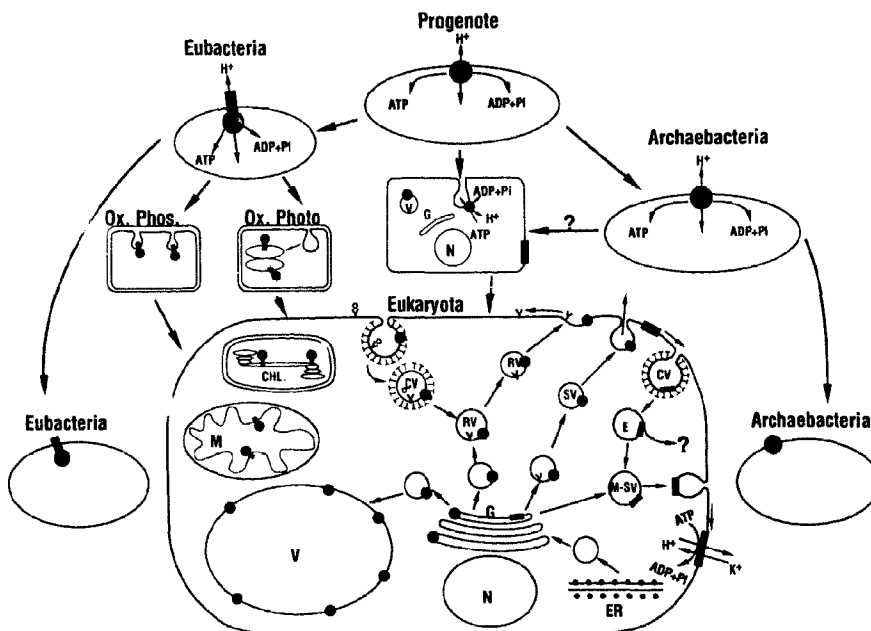 Progenote
H⁺
ATP
ADP+Pi
Eubacteria
H⁺
ATP
ADP+Pi
Archaebacteria
H⁺
ATP
ADP+Pi
Ox. Phos.
Ox. Photo
V
G
N
ADP+Pi
H⁺
ATP
?
Eukaryota
CHL.
M
CV
RV
RV
SV
CV
E
?
M-SV
Eubacteria
Archaebacteria
V
G
N
ER
ATP
H⁺
K⁺
ADP+Pi